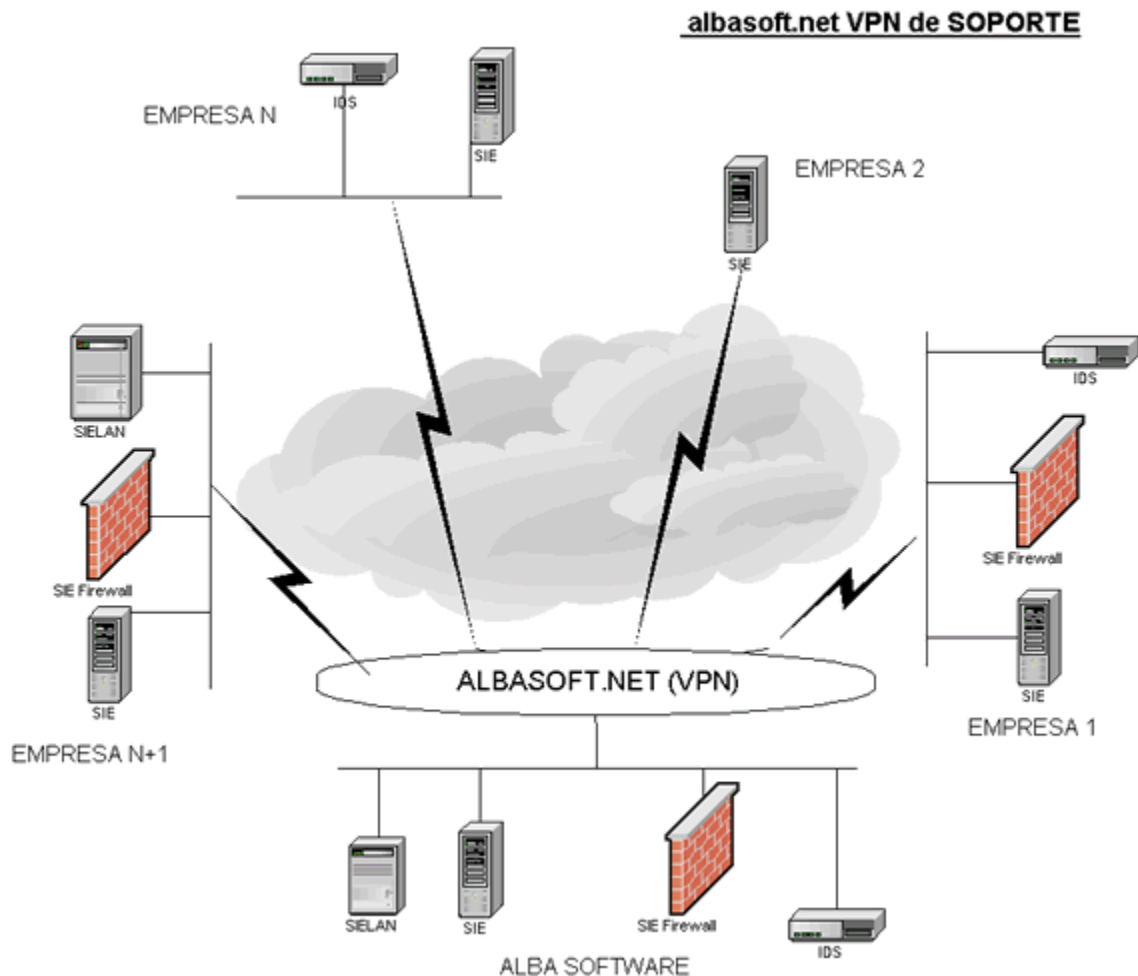 albasoft.net VPN de SOPORTE
IDS
EMPRESA N
SIE
EMPRESA 2
SIE
IDS
SIELAN
SIE Firewall
SIE Firewall
SIE
EMPRESA N+1
SIE
EMPRESA 1
ALBASOFT.NET (VPN)
SIELAN
SIE
SIE Firewall
IDS
ALBA SOFTWARE